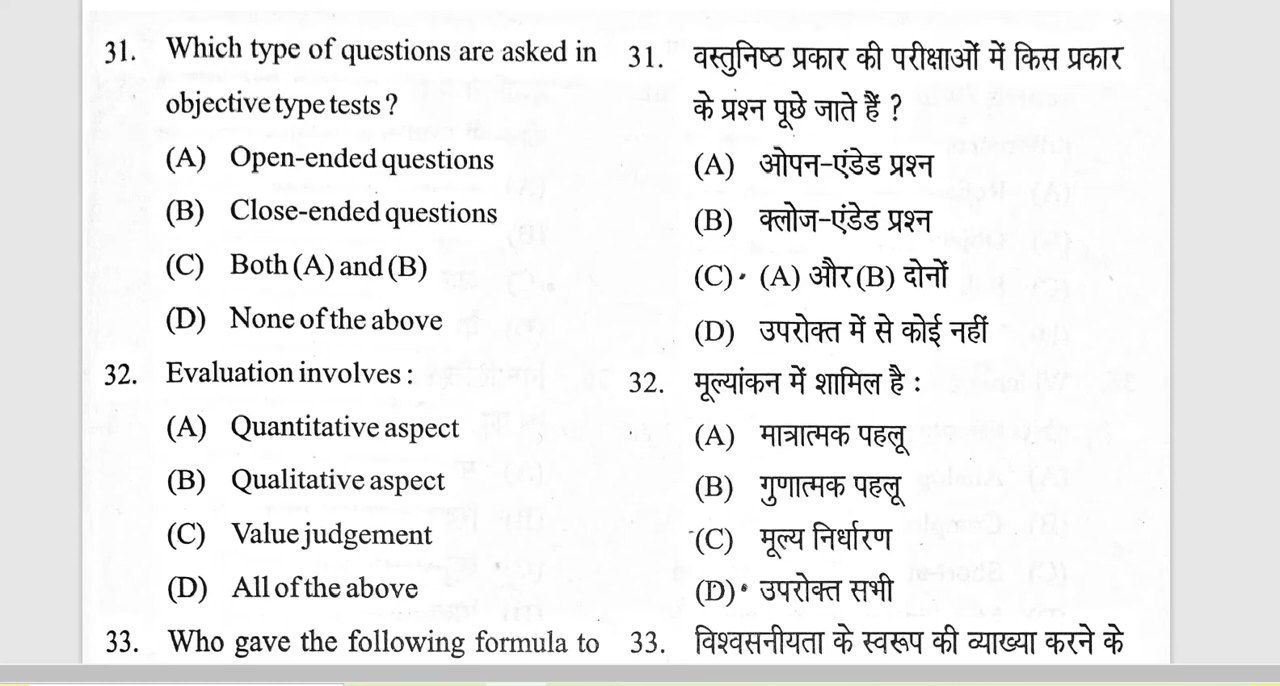 31. Which type of questions are asked in
objective type tests ?
(A) Open-ended questions
(B) Close-ended questions
(C) Both (A) and (B)
(D) None of the above
32. Evaluation involves :
(A) Quantitative aspect
(B) Qualitative aspect
(C) Value judgement
(D) All of the above
33. Who gave the following formula to
31. वस्तुनिष्ठ प्रकार की परीक्षाओं में किस प्रकार
के प्रश्न पूछे जाते हैं ?
(A) ओपन-एंडेड प्रश्न
(B) क्लोज-एंडेड प्रश्न
(C) (A) और (B) दोनों
(D) उपरोक्त में से कोई नहीं
32. मूल्यांकन में शामिल है :
(A) मात्रात्मक पहलू
(B) गुणात्मक पहलू
(C) मूल्य निर्धारण
(D) उपरोक्त सभी
33. विश्वसनीयता के स्वरूप की व्याख्या करने के